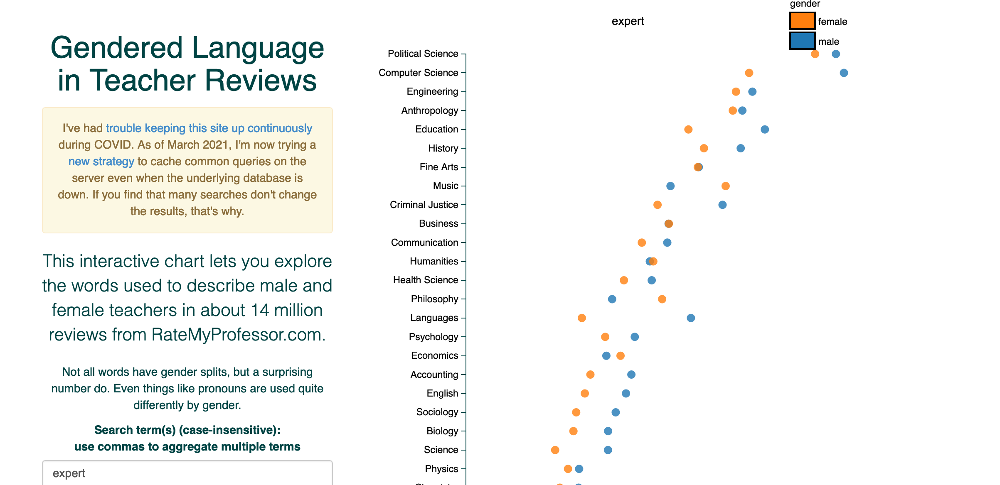 Gendered Language
in Teacher Reviews
I've had trouble keeping this site up continuously
during COVID. As of March 2021, I'm now trying a
new strategy to cache common queries on the
server even when the underlying database is
down. If you find that many searches don't change
the results, that's why.
This interactive chart lets you explore
the words used to describe male and
female teachers in about 14 million
reviews from RateMyProfessor.com.
Not all words have gender splits, but a surprising
number do. Even things like pronouns are used quite
differently by gender.
Search term(s) (case-insensitive):
use commas to aggregate multiple terms
expert
expert
gender
female
male
Political Science
Computer Science
Engineering
Anthropology
Education
History
Fine Arts
Music
Criminal Justice
Business
Communication
Humanities
Health Science
Philosophy
Languages
Psychology
Economics
Accounting
English
Sociology
Biology
Science
Physics